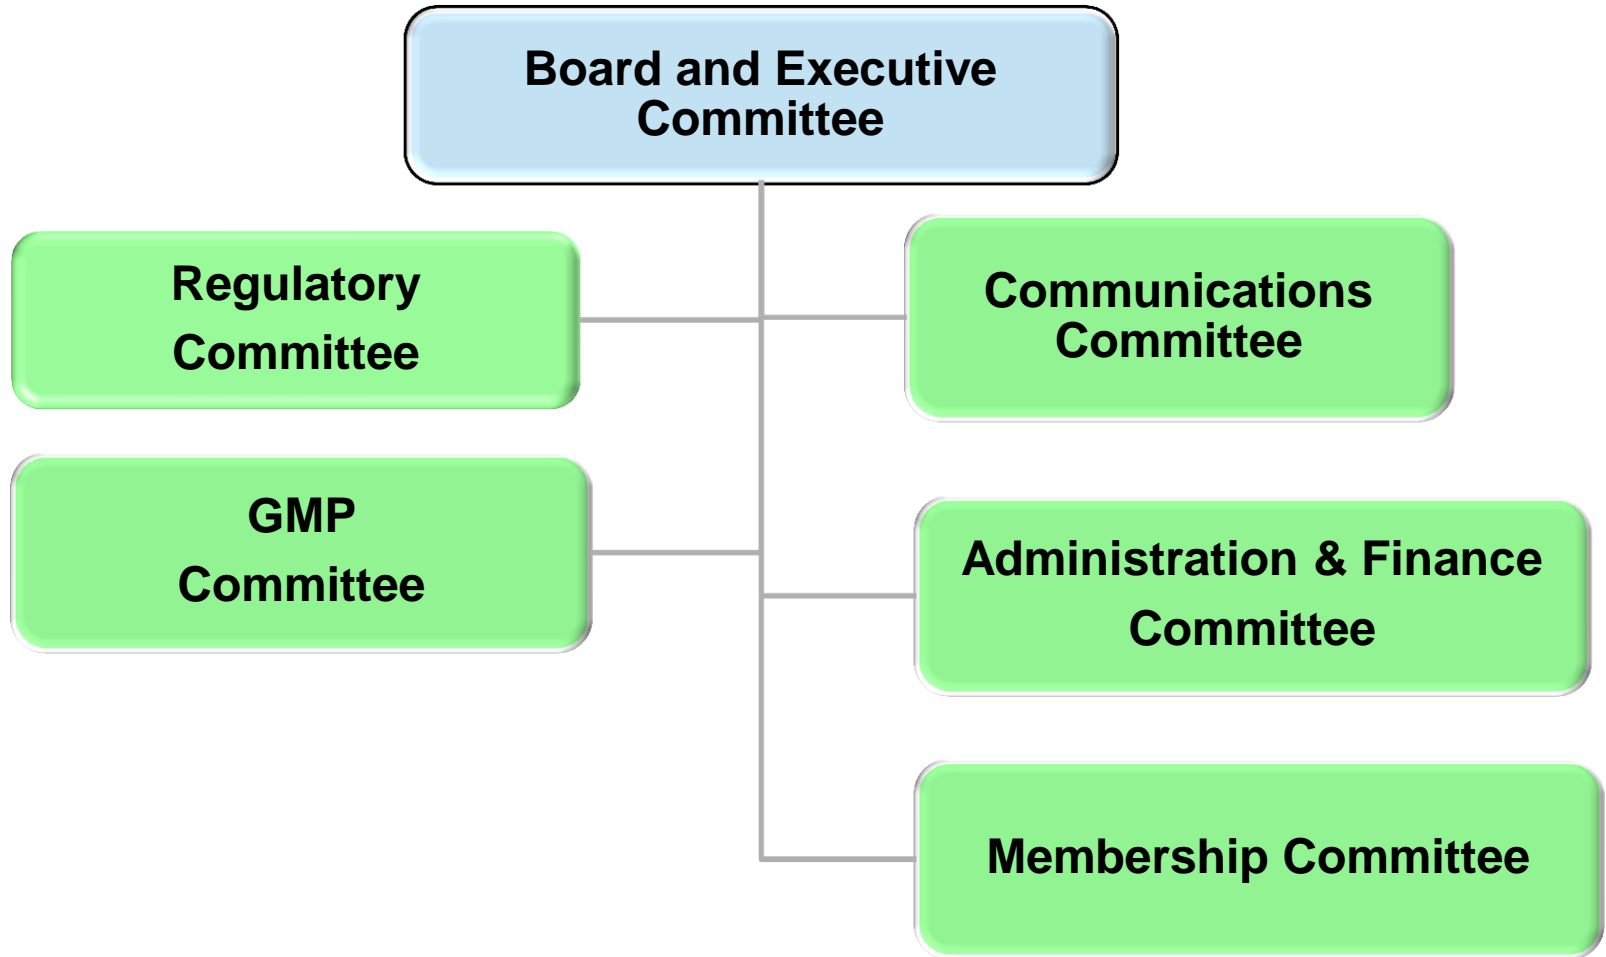 Board and Executive
Committee
Regulatory
Committee
Communications
Committee
GMP
Committee
Administration & Finance
Committee
Membership Committee